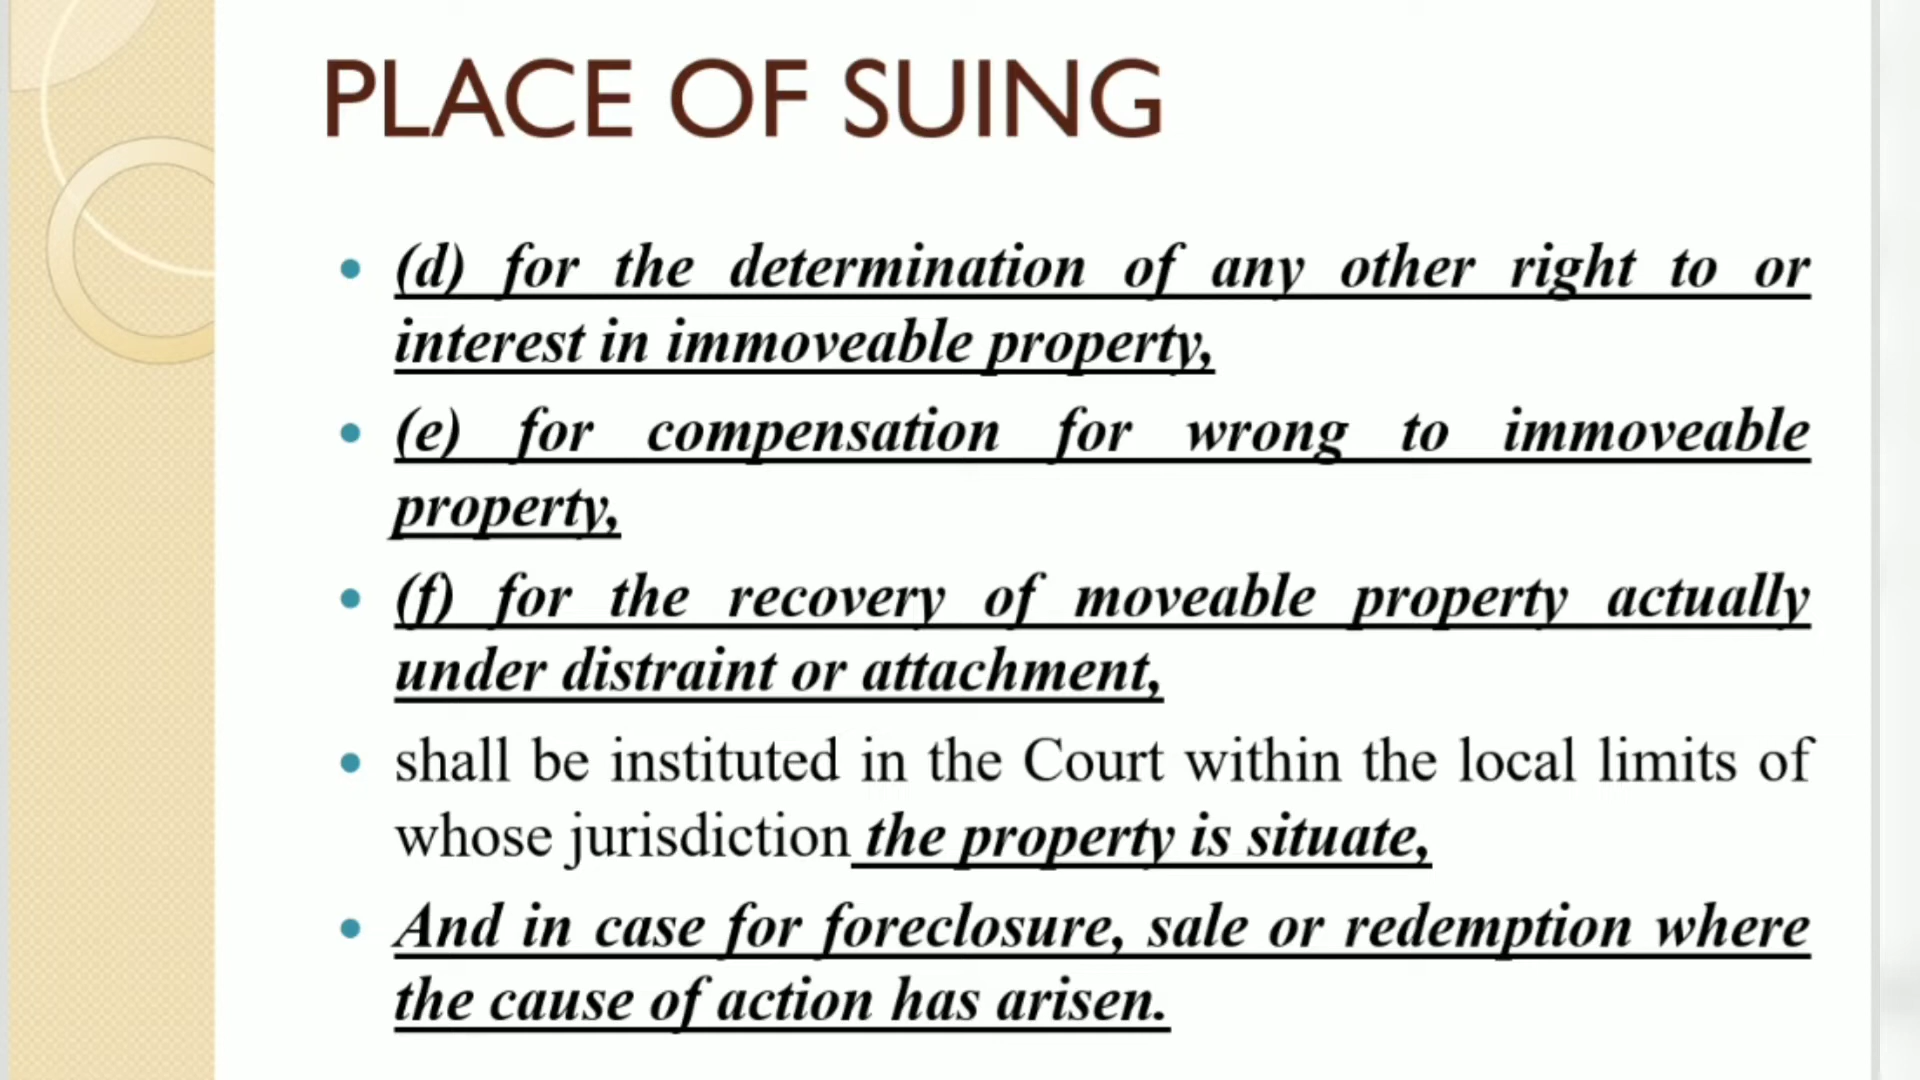 PLACE OF SUING
• (d) for the determination of any other right to or
interest in immoveable property,
• (e) for compensation for wrong to immoveable
property,
• (f) for the recovery of moveable property actually
under distraint or attachment,
• shall be instituted in the Court within the local limits of
whose jurisdiction the property is situate,
• And in case for foreclosure, sale or redemption where
the cause of action has arisen.